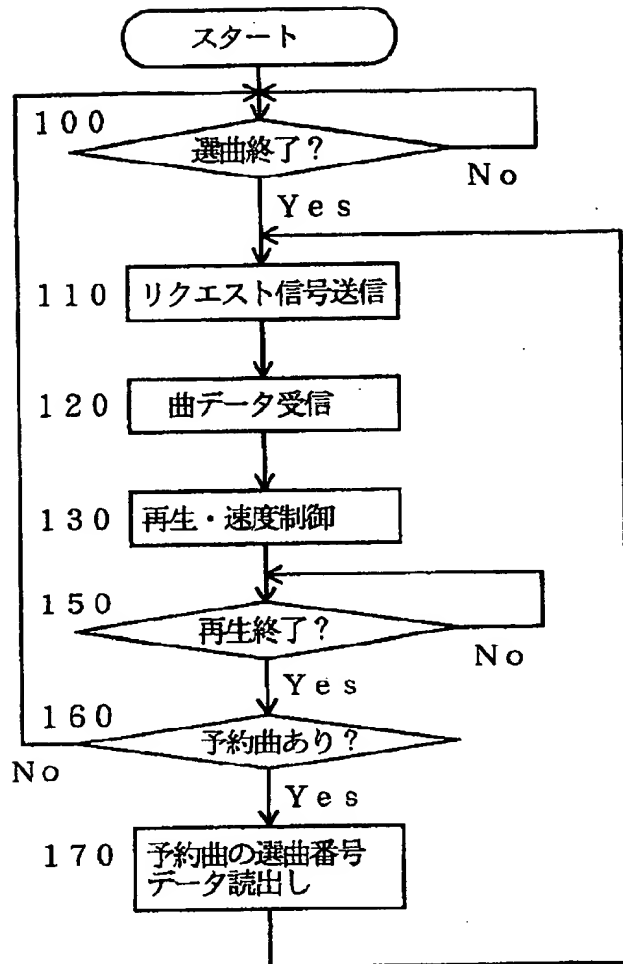 スタート
100
選曲終了?
No
Yes
110
リクエスト信号送信
120
曲データ受信
130
再生・速度制御
150
再生終了?
No
Yes
160
予約曲あり?
No
Yes
170
予約曲の選曲番号
データ読出し